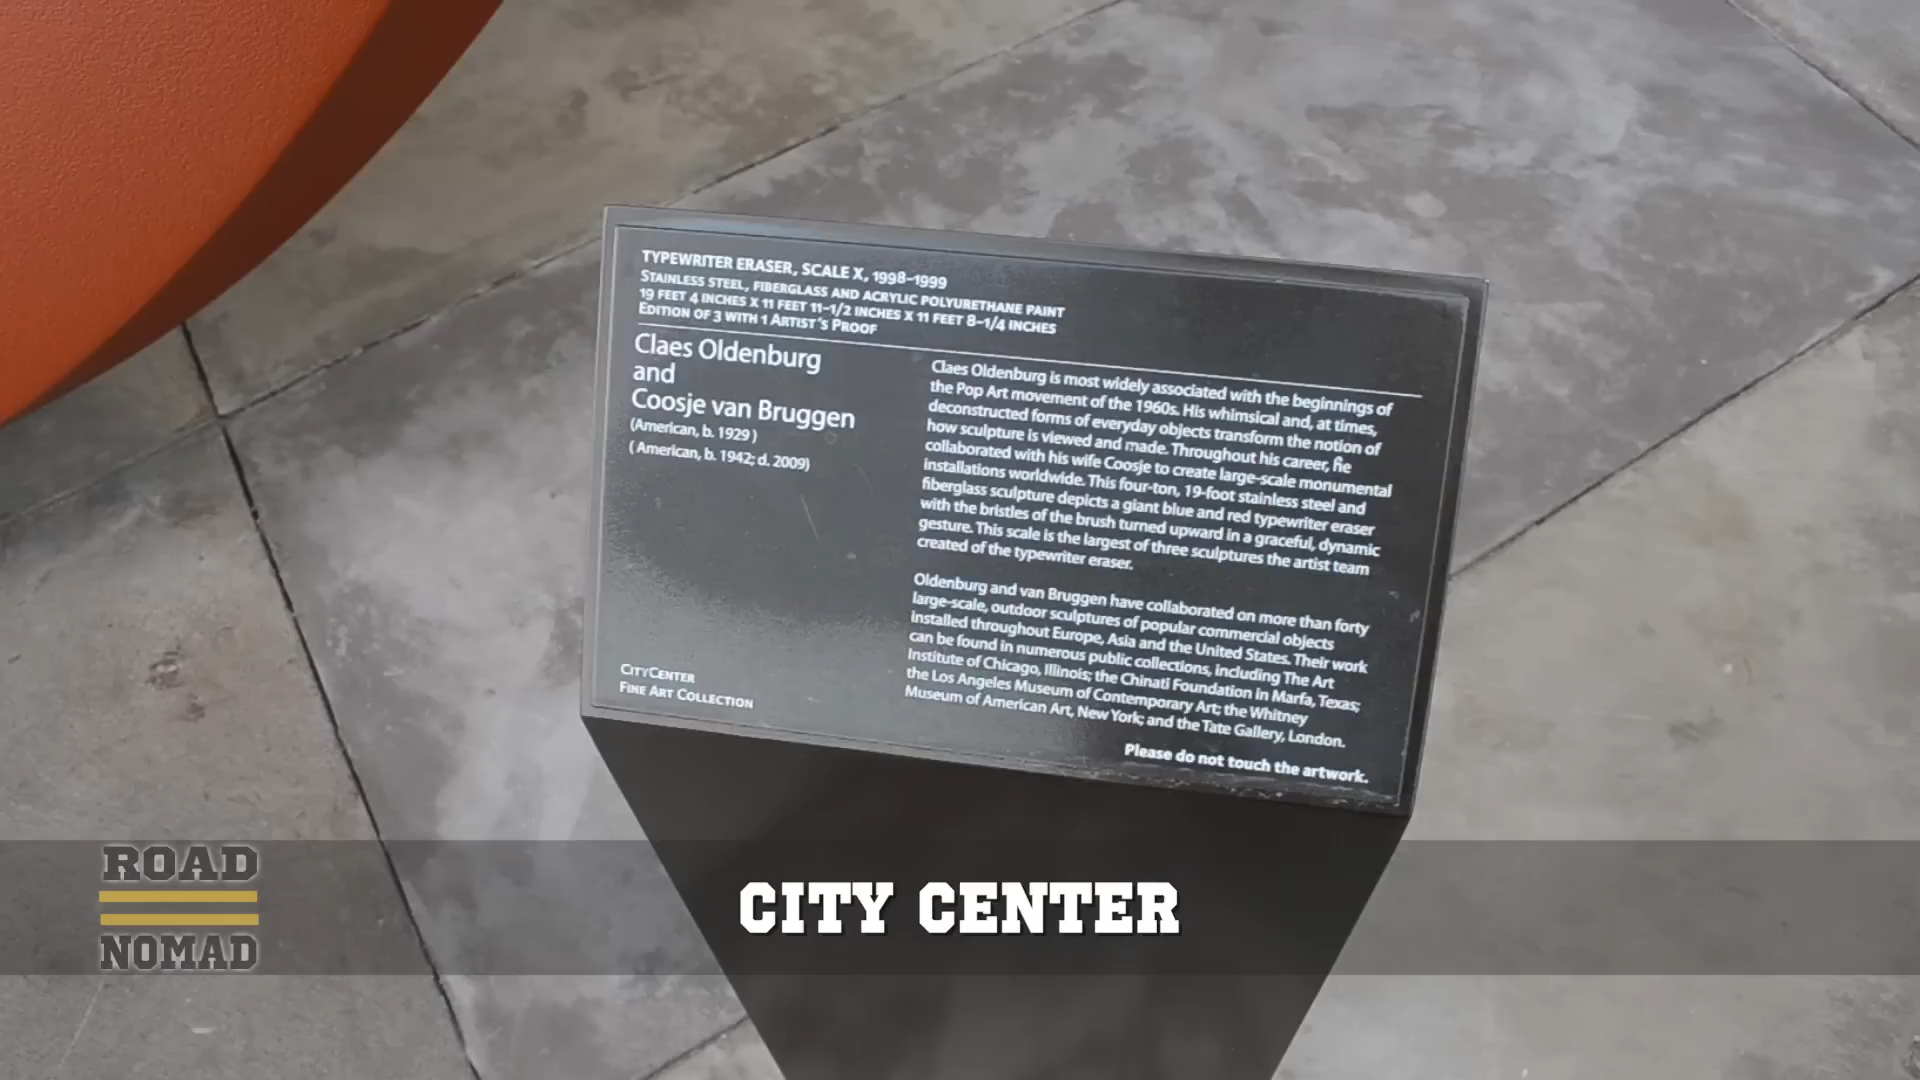 TYPEWRITER ERASER, SCALE X, 1998–1999
STAINLESS STEEL, FIBERGLASS AND ACRYLIC POLYURETHANE PAINT
19 FEET 4 INCHES X 11 FEET 11–1/2 INCHES X 11 FEET 8–1/4 INCHES
EDITION OF 3 WITH 1 ARTIST'S PROOF
Claes Oldenburg
and
Coosje van Bruggen
(American, b. 1929 )
( American, b. 1942; d. 2009)
Claes Oldenburg is most widely associated with the beginnings of
the Pop Art movement of the 1960s. His whimsical and, at times,
deconstructed forms of everyday objects transform the notion of
how sculpture is viewed and made. Throughout his career, he
collaborated with his wife Coosje to create large-scale monumental
installations worldwide. This four-ton, 19-foot stainless steel and
fiberglass sculpture depicts a giant blue and red typewriter eraser
with the bristles of the brush turned upward in a graceful, dynamic
gesture. This scale is the largest of three sculptures the artist team
created of the typewriter eraser.
Oldenburg and van Bruggen have collaborated on more than forty
large-scale, outdoor sculptures of popular commercial objects
installed throughout Europe, Asia and the United States. Their work
can be found in numerous public collections, including The Art
Institute of Chicago, Illinois; the Chinati Foundation in Marfa, Texas;
the Los Angeles Museum of Contemporary Art; the Whitney
Museum of American Art, New York; and the Tate Gallery, London.
Please do not touch the artwork.
CITYCENTER
FINE ART COLLECTION
ROAD
NOMAD
CITY CENTER